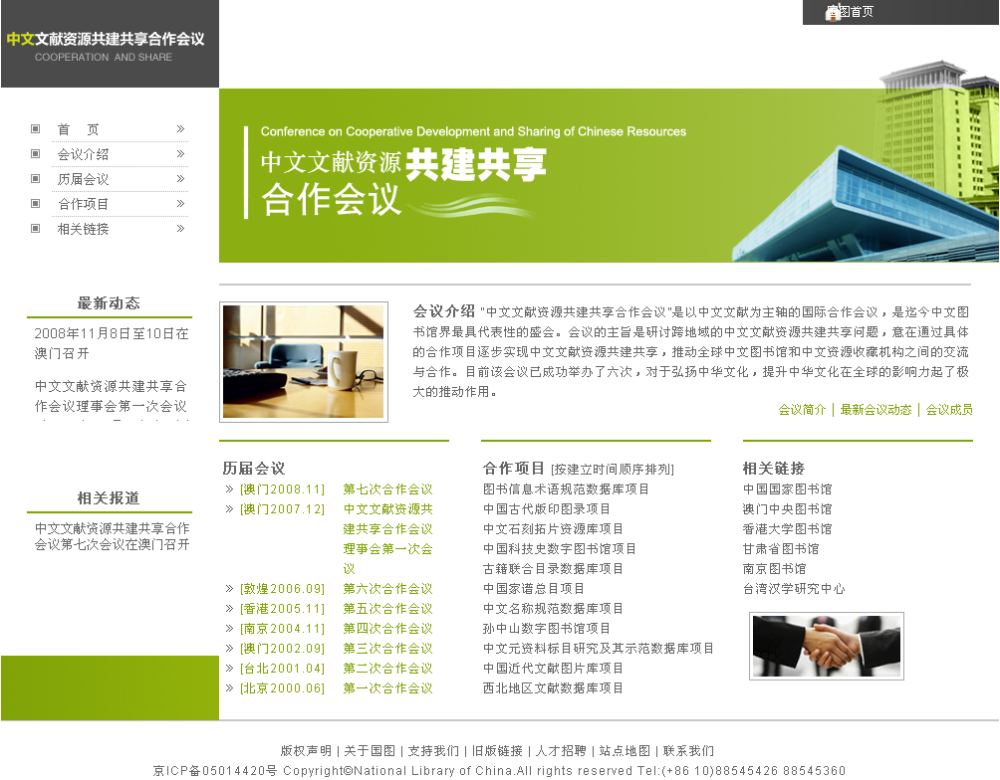 国图首页
中文文献资源共建共享合作会议
COOPERATION AND SHARE
首 页
会议介绍
历届会议
合作项目
相关链接
Conference on Cooperative Development and Sharing of Chinese Resources
中文文献资源共建共享
合作会议
最新动态
2008年11月8日至10日在
澳门召开
中文文献资源共建共享合
作会议理事会第一次会议
相关报道
中文文献资源共建共享合作
会议第七次会议在澳门召开
会议介绍 "中文文献资源共建共享合作会议"是以中文文献为主轴的国际合作会议，是迄今中文图
书馆界最具代表性的盛会。会议的主旨是研讨跨地域的中文文献资源共建共享问题，意在通过具体
的合作项目逐步实现中文文献资源共建共享，推动全球中文图书馆和中文资源收藏机构之间的交流
与合作。目前该会议已成功举办了六次，对于弘扬中华文化，提升中华文化在全球的影响力起了极
大的推动作用。
会议简介 | 最新会议动态 | 会议成员
历届会议
» [澳门2008.11] 第七次合作会议
» [澳门2007.12] 中文文献资源共
建共享合作会议
理事会第一次会
议
» [敦煌2006.09] 第六次合作会议
» [香港2005.11] 第五次合作会议
» [南京2004.11] 第四次合作会议
» [澳门2002.09] 第三次合作会议
» [台北2001.04] 第二次合作会议
» [北京2000.06] 第一次合作会议
合作项目 [按建立时间顺序排列]
图书信息术语规范数据库项目
中国古代版印图录项目
中文石刻拓片资源库项目
中国科技史数字图书馆项目
古籍联合目录数据库项目
中国家谱总目项目
中文名称规范数据库项目
孙中山数字图书馆项目
中文元资料标目研究及其示范数据库项目
中国近代文献图片库项目
西北地区文献数据库项目
相关链接
中国国家图书馆
澳门中央图书馆
香港大学图书馆
甘肃省图书馆
南京图书馆
台湾汉学研究中心
版权声明 | 关于国图 | 支持我们 | 旧版链接 | 人才招聘 | 站点地图 | 联系我们
京ICP备05014420号 Copyright©National Library of China.All rights reserved Tel:(+86 10)88545426 88545360